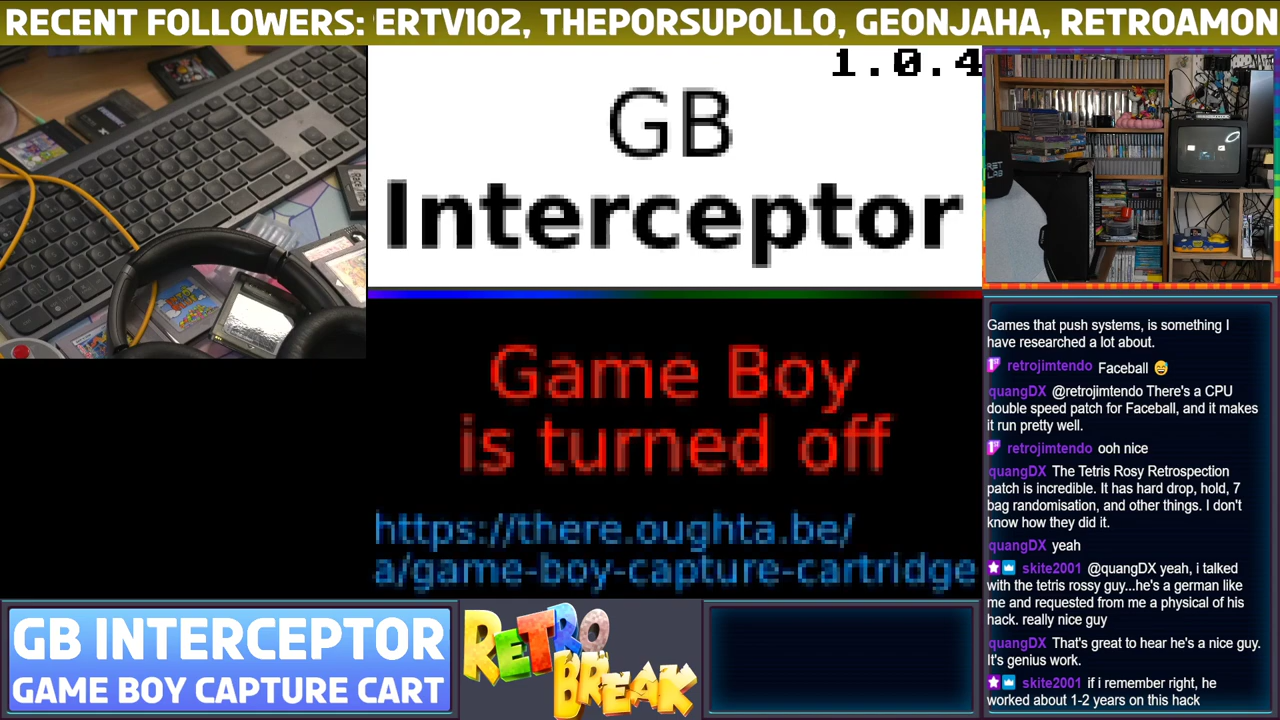 RECENT FOLLOWERS: ERTV102, THEPORSUPOLLO, GEONJAHA, RETROAMON
1.0.4
GB
Interceptor
Game Boy
is turned off
https://there.oughta.be/
a/game-boy-capture-cartridge
Games that push systems, is something I
have researched a lot about.
retrojimtendo Faceball 😅
quangDX @retrojimtendo There's a CPU
double speed patch for Faceball, and it makes
it run pretty well.
retrojimtendo ooh nice
quangDX The Tetris Rosy Retrospection
patch is incredible. It has hard drop, hold, 7
bag randomisation, and other things. I don't
know how they did it.
quangDX yeah
skite2001 @quangDX yeah, i talked
with the tetris rossy guy...he's a german like
me and requested from me a physical of his
hack. really nice guy
quangDX That's great to hear he's a nice guy.
It's genius work.
skite2001 if i remember right, he
worked about 1-2 years on this hack
GB INTERCEPTOR
GAME BOY CAPTURE CART
RETRO
BREAK